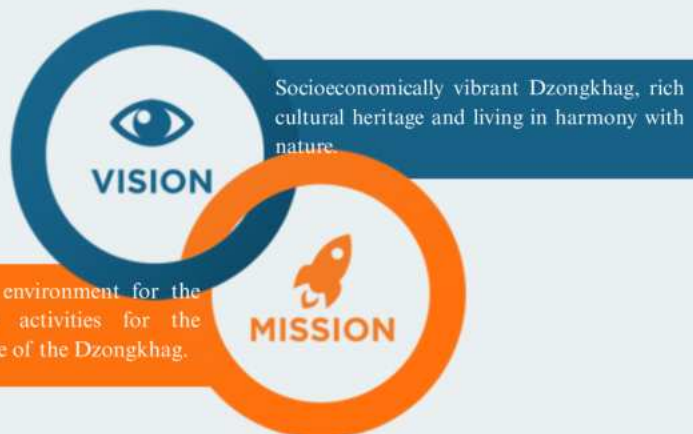 Socioeconomically vibrant Dzongkhag, rich
cultural heritage and living in harmony with
nature.
VISION
environment for the
activities for the
of the Dzongkhag.
MISSION